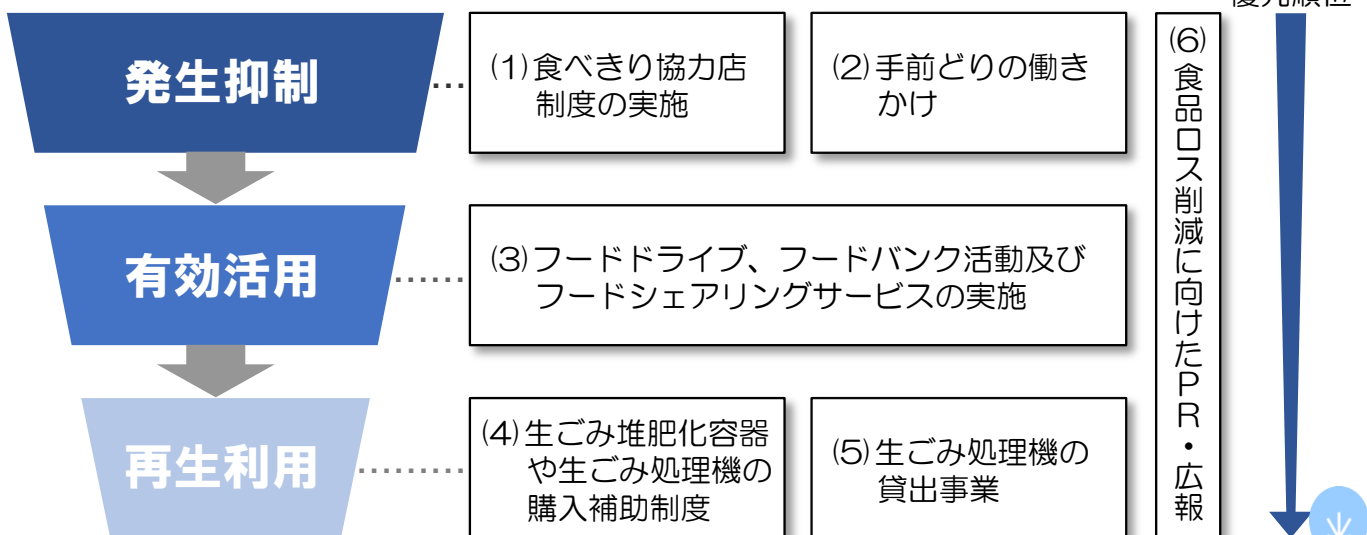 優先順位
発生抑制
(1)食べきり協力店
制度の実施
(2)手前どりの働き
かけ
有効活用
(3)フードドライブ、フードバンク活動及び
フードシェアリングサービスの実施
再生利用
(4)生ごみ堆肥化容器
や生ごみ処理機の
購入補助制度
(5)生ごみ処理機の
貸出事業
(6)食品ロス削減に向けたPR・広報